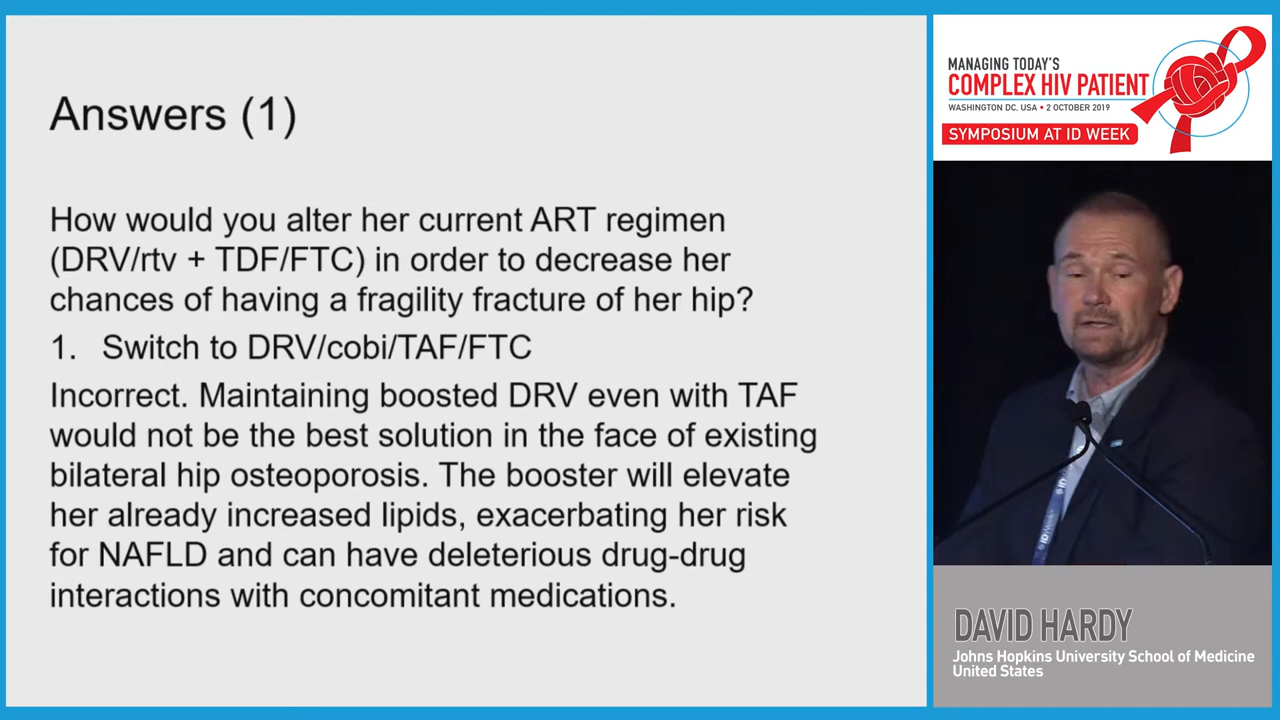 Answers (1)
How would you alter her current ART regimen
(DRV/rtv + TDF/FTC) in order to decrease her
chances of having a fragility fracture of her hip?
1. Switch to DRV/cobi/TAF/FTC
Incorrect. Maintaining boosted DRV even with TAF
would not be the best solution in the face of existing
bilateral hip osteoporosis. The booster will elevate
her already increased lipids, exacerbating her risk
for NAFLD and can have deleterious drug-drug
interactions with concomitant medications.
MANAGING TODAY'S
COMPLEX HIV PATIENT
WASHINGTON DC, USA • 2 OCTOBER 2019
SYMPOSIUM AT ID WEEK
DAVID HARDY
Johns Hopkins University School of Medicine
United States